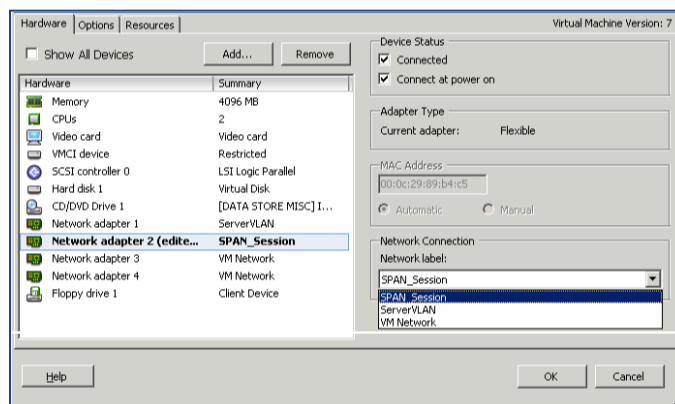 Hardware Options Resources Virtual Machine Version: 7
Show All Devices Add... Remove
Hardware Summary
Memory 4096 MB
CPUs 2
Video card Video card
VMCI device Restricted
SCSI controller 0 LSI Logic Parallel
Hard disk 1 Virtual Disk
CD/DVD Drive 1 [DATA STORE MISC] I...
Network adapter 1 ServerVLAN
Network adapter 2 (edite... SPAN_Session
Network adapter 3 VM Network
Network adapter 4 VM Network
Floppy drive 1 Client Device
Device Status
Connected
Connect at power on
Adapter Type
Current adapter: Flexible
MAC Address
00:0c:29:89:b4:c5
Automatic Manual
Network Connection
Network label:
SPAN_Session
SPAN_Session
ServerVLAN
VM Network
Help OK Cancel